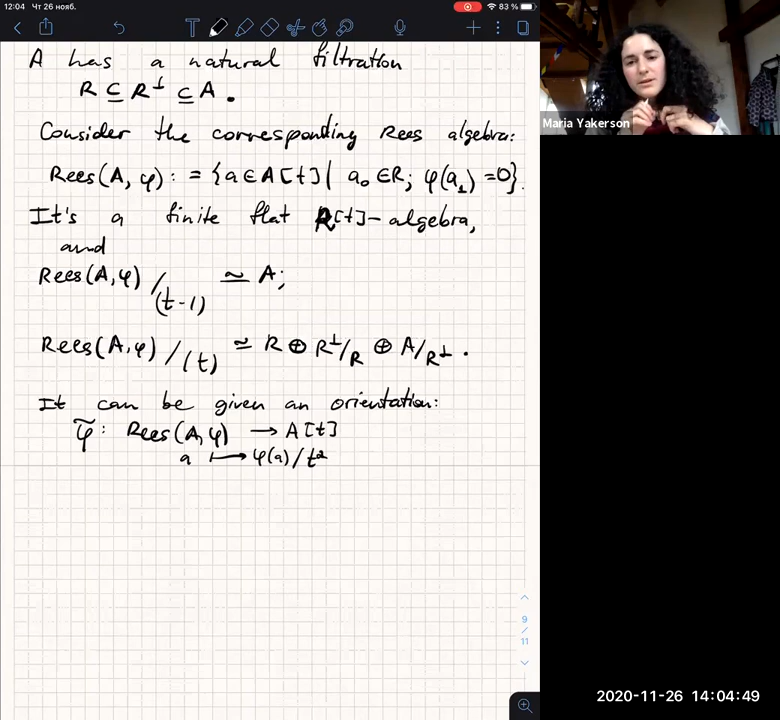 12:04 Чт 26 нояб.
83 %
A has a natural filtration
R ⊆ R^⊥ ⊆ A.
Consider the corresponding Rees algebra:
Rees(A, φ) := {a ∈ A[t] | a₀ ∈ R; φ(a₁) = 0}.
It's a finite flat R[t]-algebra,
and
Rees(A, φ)/(t-1) ≃ A;
Rees(A, φ)/(t) ≃ R ⊕ R^⊥/R ⊕ A/R^⊥.
It can be given an orientation:
φ̃: Rees(A, φ) → A[t]
a ↦ φ(a)/t²
9
/
11
Maria Yakerson
2020-11-26 14:04:49